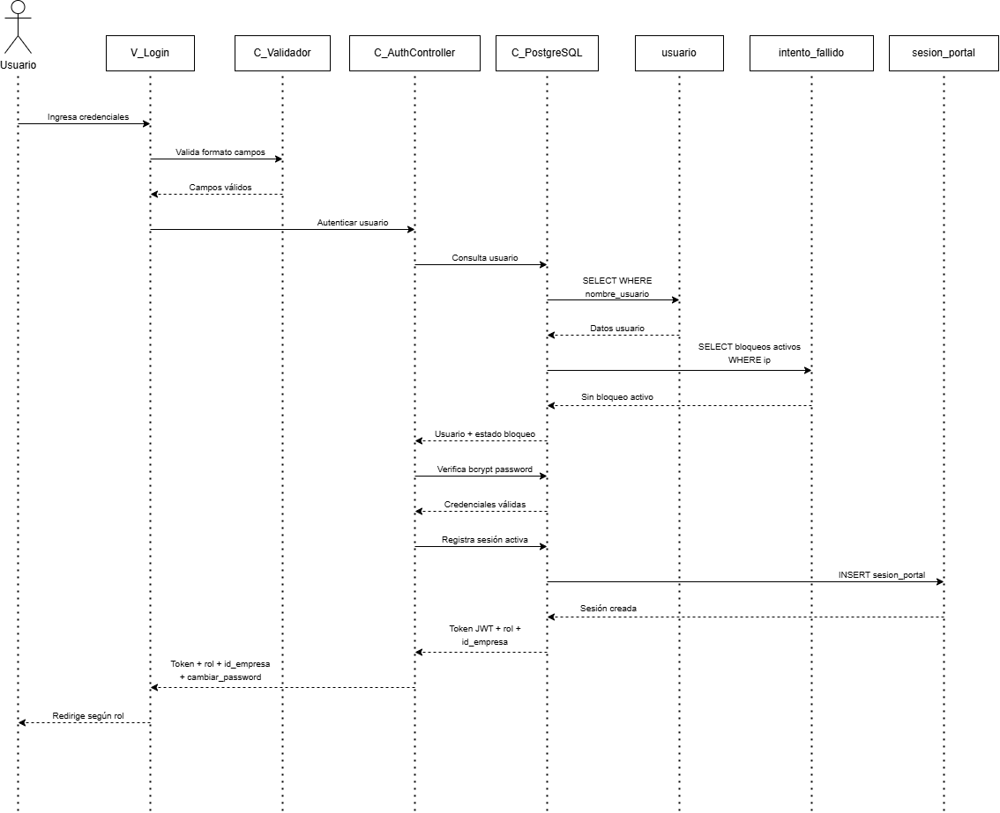 Usuario
V_Login
C_Validador
C_AuthController
C_PostgreSQL
usuario
intento_fallido
sesion_portal
Ingresa credenciales
Valida formato campos
Campos válidos
Autenticar usuario
Consulta usuario
SELECT WHERE
nombre_usuario
Datos usuario
SELECT bloqueos activos
WHERE ip
Sin bloqueo activo
Usuario + estado bloqueo
Verifica bcrypt password
Credenciales válidas
Registra sesión activa
INSERT sesion_portal
Sesión creada
Token JWT + rol +
id_empresa
Token + rol + id_empresa
+ cambiar_password
Redirige según rol